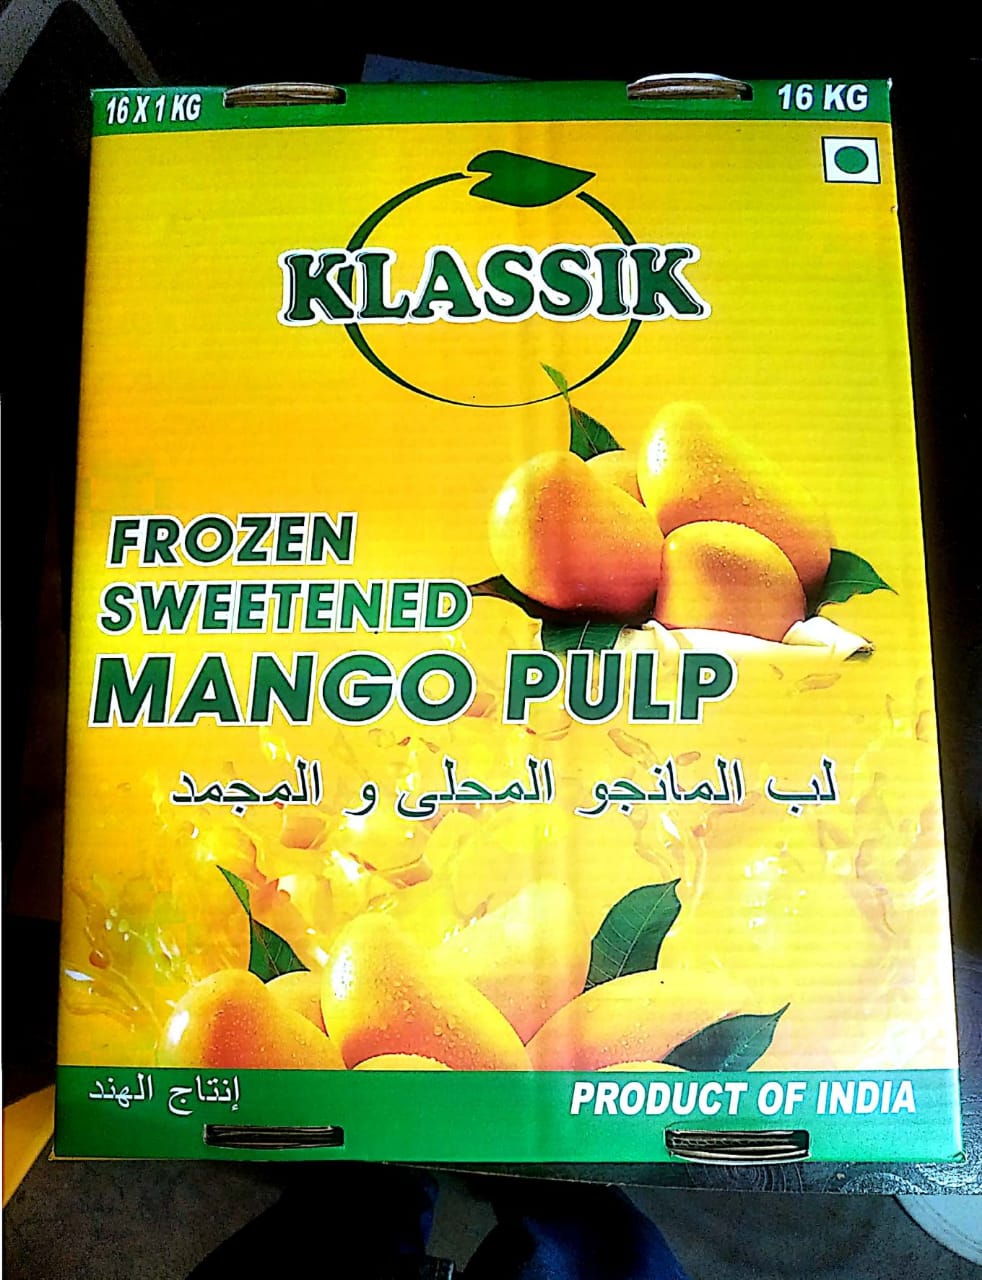 16 X 1 KG
16 KG
KLASSIK
FROZEN
SWEETENED
MANGO PULP
لب المانجو المحلى و المجمد
إنتاج الهند
PRODUCT OF INDIA